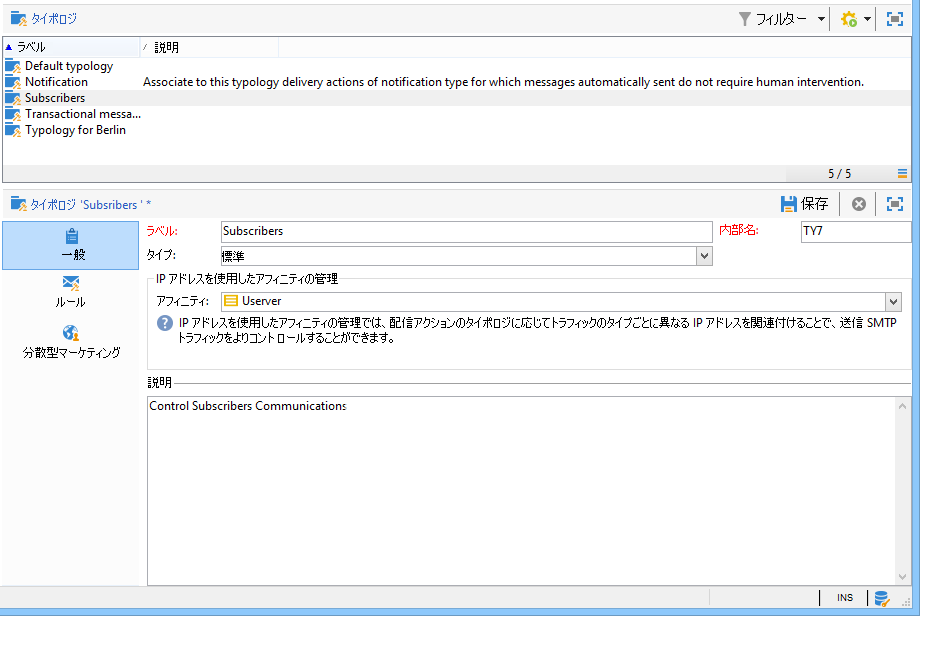 タイポロジ
フィルター
ラベル 説明
Default typology
Notification Associate to this typology delivery actions of notification type for which messages automatically sent do not require human intervention.
Subscribers
Transactional messa...
Typology for Berlin
5 / 5
タイポロジ 'Subsribers ' *
保存
一般
ルール
分散型マーケティング
ラベル: Subscribers 内部名: TY7
タイプ: 標準
IP アドレスを使用したアフィニティの管理
アフィニティ: Userver
IP アドレスを使用したアフィニティの管理では、配信アクションのタイポロジに応じてトラフィックのタイプごとに異なる IP アドレスを関連付けることで、送信 SMTP
トラフィックをよりコントロールすることができます。
説明
Control Subscribers Communications
INS